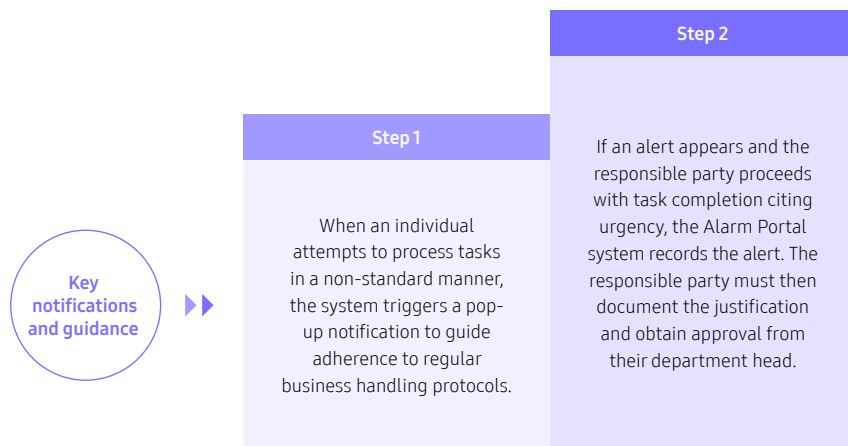 Key
notifications
and guidance
Step 1
When an individual
attempts to process tasks
in a non-standard manner,
the system triggers a pop-
up notification to guide
adherence to regular
business handling protocols.
Step 2
If an alert appears and the
responsible party proceeds
with task completion citing
urgency, the Alarm Portal
system records the alert. The
responsible party must then
document the justification
and obtain approval from
their department head.